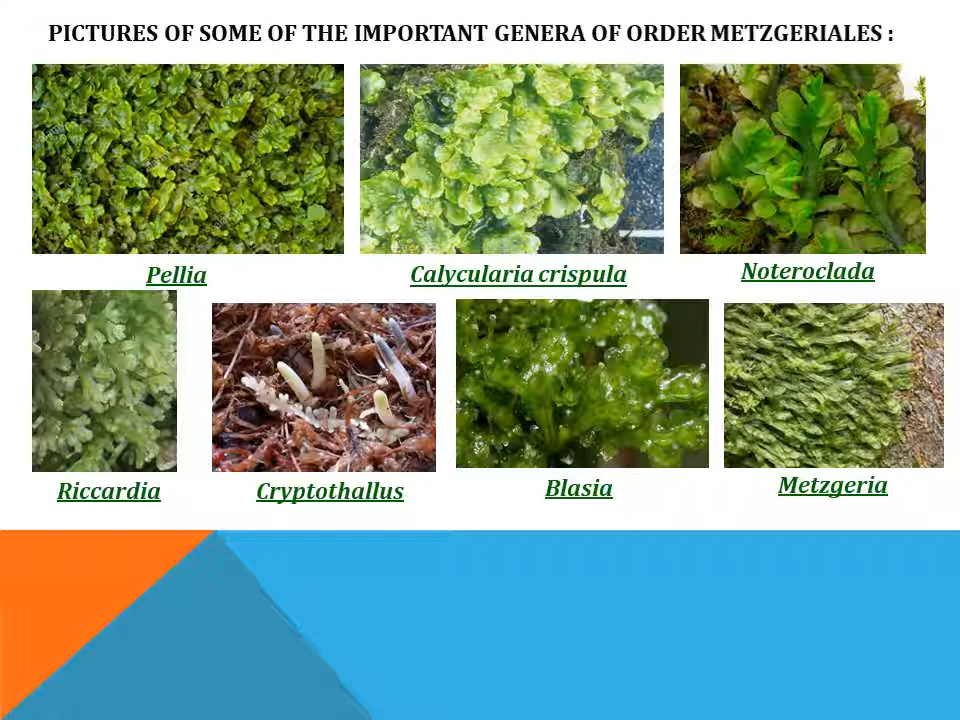 PICTURES OF SOME OF THE IMPORTANT GENERA OF ORDER METZGERIALES :
Pellia
Calycularia crispula
Noteroclada
Riccardia
Cryptothallus
Blasia
Metzgeria